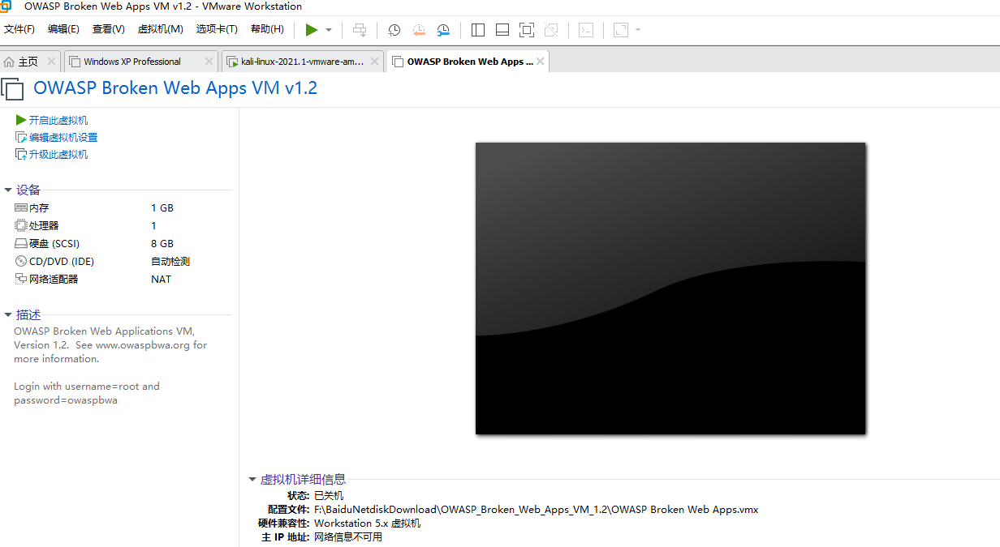 OWASP Broken Web Apps VM v1.2 - VMware Workstation
文件(F) 编辑(E) 查看(V) 虚拟机(M) 选项卡(T) 帮助(H)
主页 Windows XP Professional kali-linux-2021.1-vmware-am... OWASP Broken Web Apps ...
OWASP Broken Web Apps VM v1.2
开启此虚拟机
编辑虚拟机设置
升级此虚拟机
设备
内存 1 GB
处理器 1
硬盘 (SCSI) 8 GB
CD/DVD (IDE) 自动检测
网络适配器 NAT
描述
OWASP Broken Web Applications VM,
Version 1.2.  See www.owaspbwa.org for
more information.
Login with username=root and
password=owaspbwa
虚拟机详细信息
状态: 已关机
配置文件: F:\BaiduNetdiskDownload\OWASP_Broken_Web_Apps_VM_1.2\OWASP Broken Web Apps.vmx
硬件兼容性: Workstation 5.x 虚拟机
主 IP 地址: 网络信息不可用